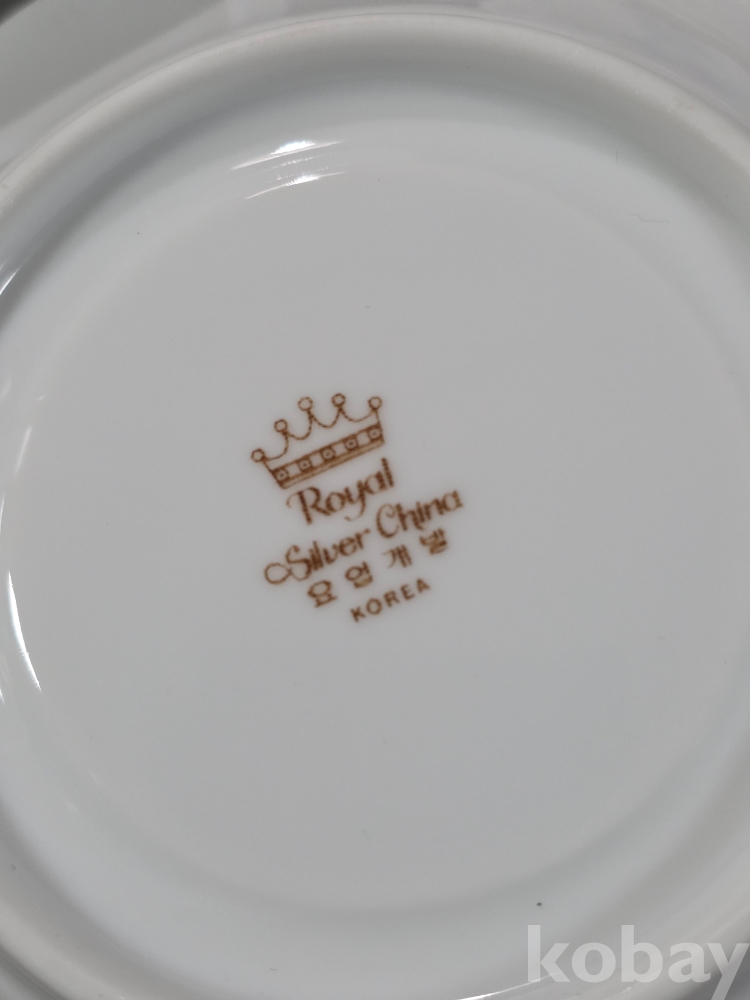 Royal
Silver China
요업개발
KOREA
kobay